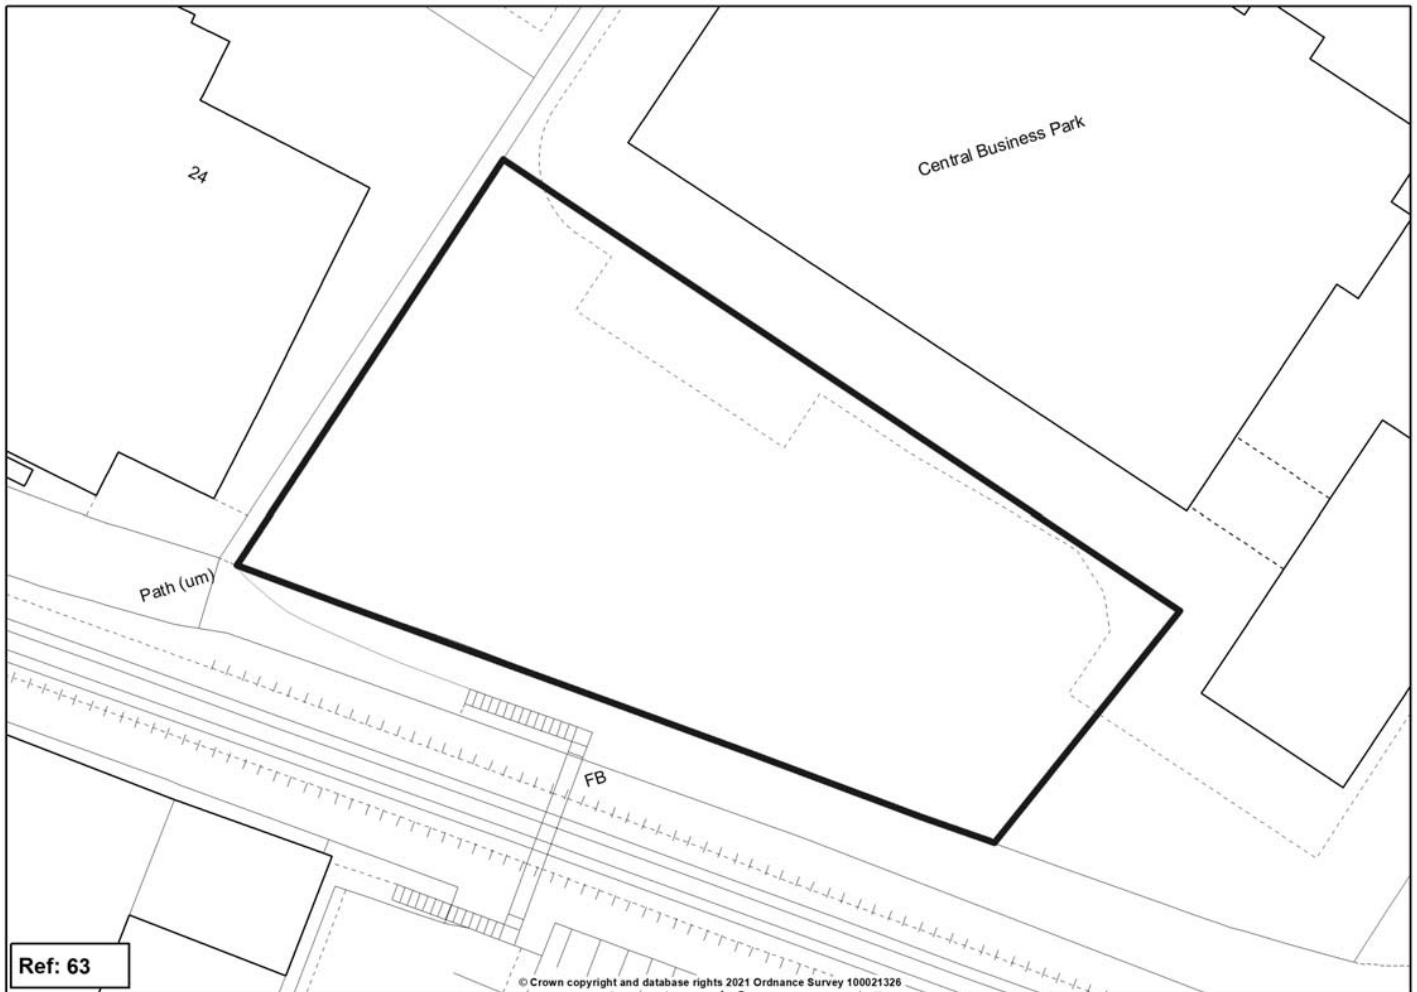 Central Business Park
24
Path (um)
FB
Ref: 63
© Crown copyright and database rights 2021 Ordnance Survey 100021326